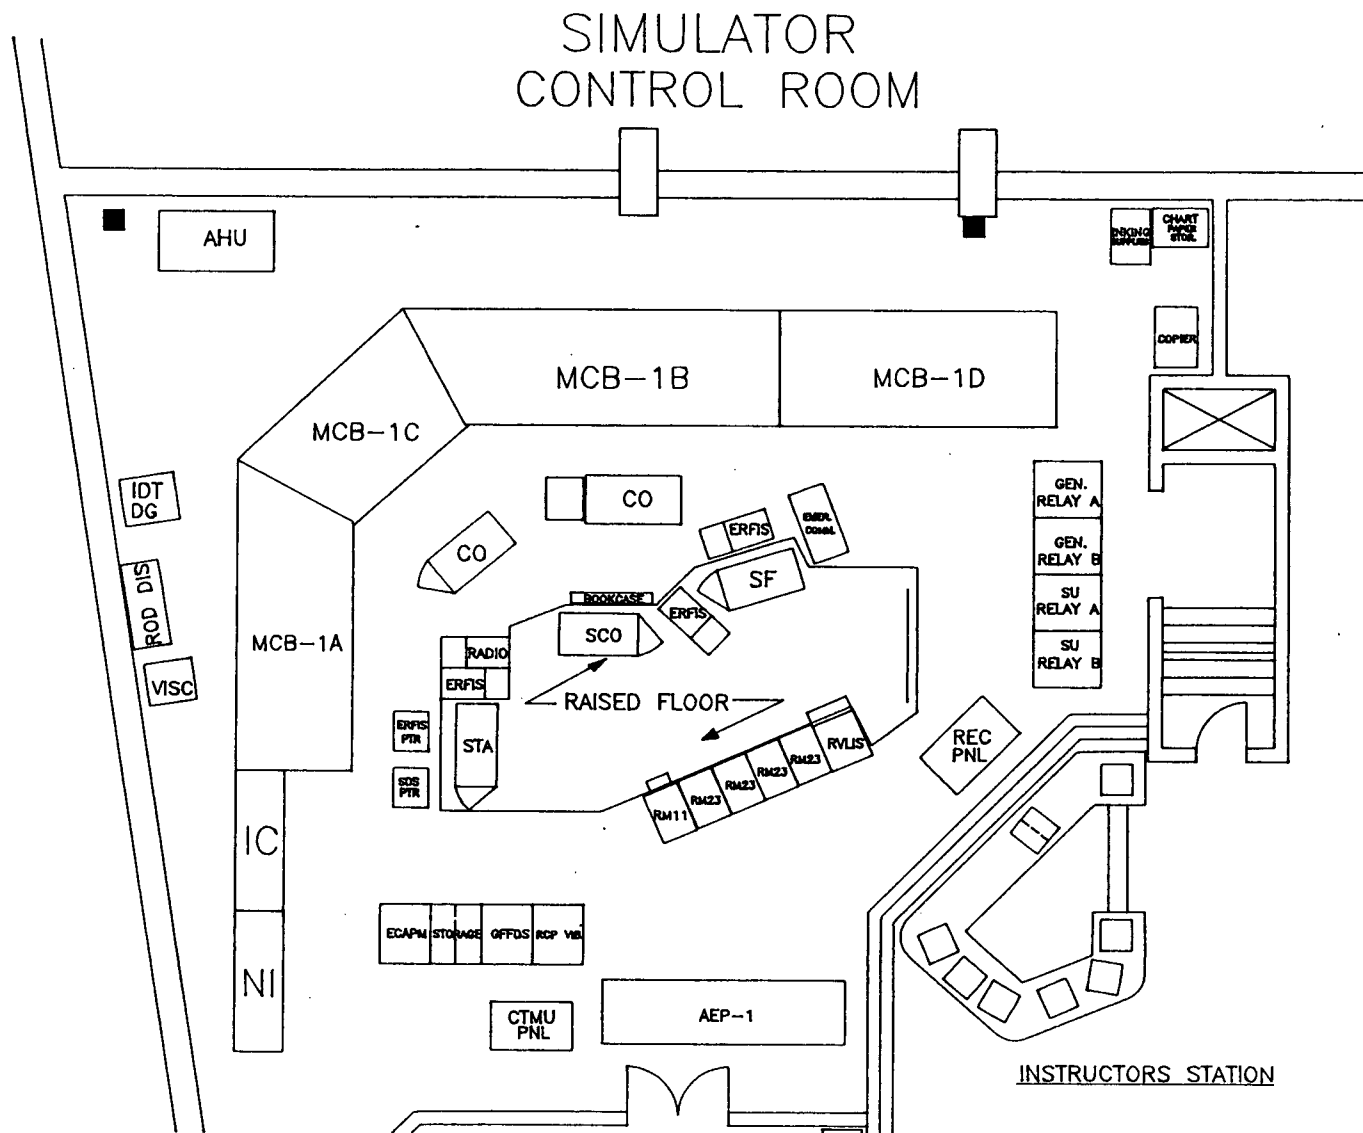 SIMULATOR
CONTROL ROOM
AHU
INKING
SUPPLIES
CHART
PAPER
STOR.
COPIER
MCB-1B
MCB-1D
MCB-1C
IDT
DG
CO
CO
ERFIS
EMER.
COMM.
GEN.
RELAY A
GEN.
RELAY B
SU
RELAY A
SU
RELAY B
SF
ROD DIS
BOOKCASE
ERFIS
SCO
MCB-1A
RADIO
ERFIS
VISC
RAISED FLOOR
ERFIS
PTR
STA
RVLIS
REC
PNL
RM23
RM23
RM23
RM23
RM11
SDS
PTR
IC
ECAPM
STORAGE
GFFDS
RCP VIB.
NI
CTMU
PNL
AEP-1
INSTRUCTORS STATION